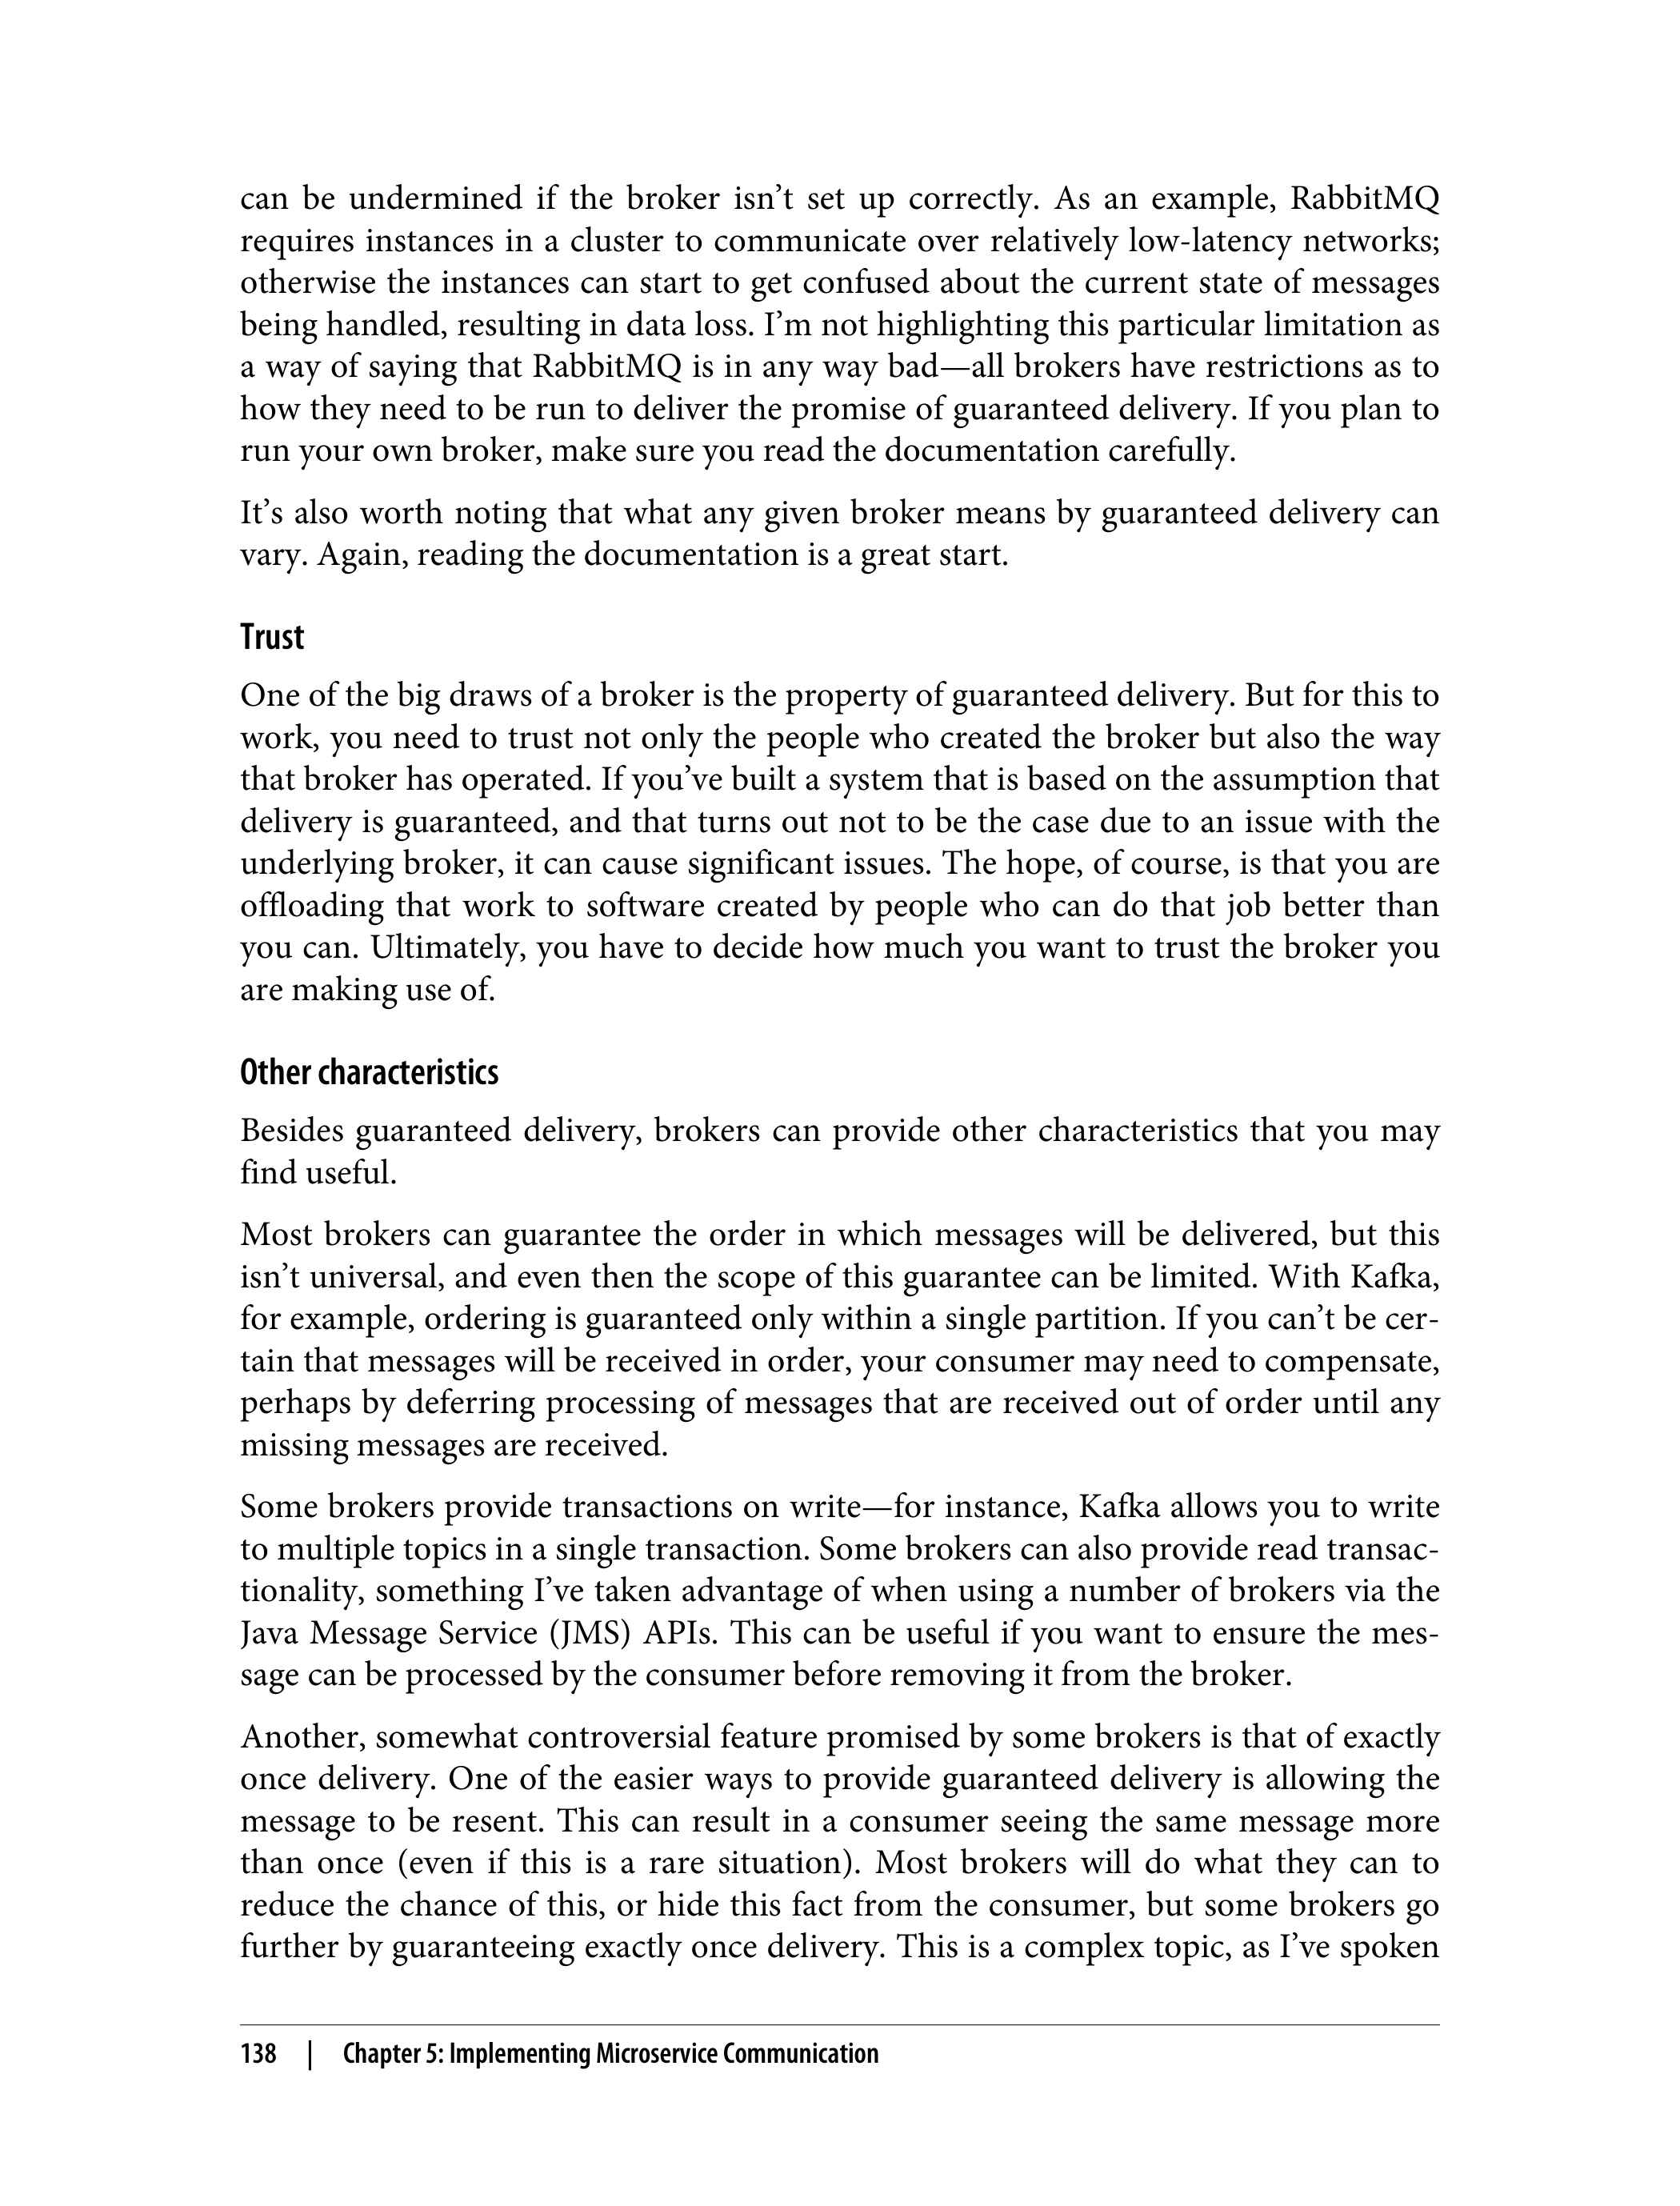 can be undermined if the broker isn’t set up correctly. As an example, RabbitMQ
requires instances in a cluster to communicate over relatively low-latency networks;
otherwise the instances can start to get confused about the current state of messages
being handled, resulting in data loss. I’m not highlighting this particular limitation as
a way of saying that RabbitMQ is in any way bad—all brokers have restrictions as to
how they need to be run to deliver the promise of guaranteed delivery. If you plan to
run your own broker, make sure you read the documentation carefully.
It’s also worth noting that what any given broker means by guaranteed delivery can
vary. Again, reading the documentation is a great start.
Trust
One of the big draws of a broker is the property of guaranteed delivery. But for this to
work, you need to trust not only the people who created the broker but also the way
that broker has operated. If you’ve built a system that is based on the assumption that
delivery is guaranteed, and that turns out not to be the case due to an issue with the
underlying broker, it can cause significant issues. The hope, of course, is that you are
offloading that work to software created by people who can do that job better than
you can. Ultimately, you have to decide how much you want to trust the broker you
are making use of.
Other characteristics
Besides guaranteed delivery, brokers can provide other characteristics that you may
find useful.
Most brokers can guarantee the order in which messages will be delivered, but this
isn’t universal, and even then the scope of this guarantee can be limited. With Kafka,
for example, ordering is guaranteed only within a single partition. If you can’t be cer-
tain that messages will be received in order, your consumer may need to compensate,
perhaps by deferring processing of messages that are received out of order until any
missing messages are received.
Some brokers provide transactions on write—for instance, Kafka allows you to write
to multiple topics in a single transaction. Some brokers can also provide read transac-
tionality, something I’ve taken advantage of when using a number of brokers via the
Java Message Service (JMS) APIs. This can be useful if you want to ensure the mes-
sage can be processed by the consumer before removing it from the broker.
Another, somewhat controversial feature promised by some brokers is that of exactly
once delivery. One of the easier ways to provide guaranteed delivery is allowing the
message to be resent. This can result in a consumer seeing the same message more
than once (even if this is a rare situation). Most brokers will do what they can to
reduce the chance of this, or hide this fact from the consumer, but some brokers go
further by guaranteeing exactly once delivery. This is a complex topic, as I’ve spoken
138 | Chapter 5: Implementing Microservice Communication